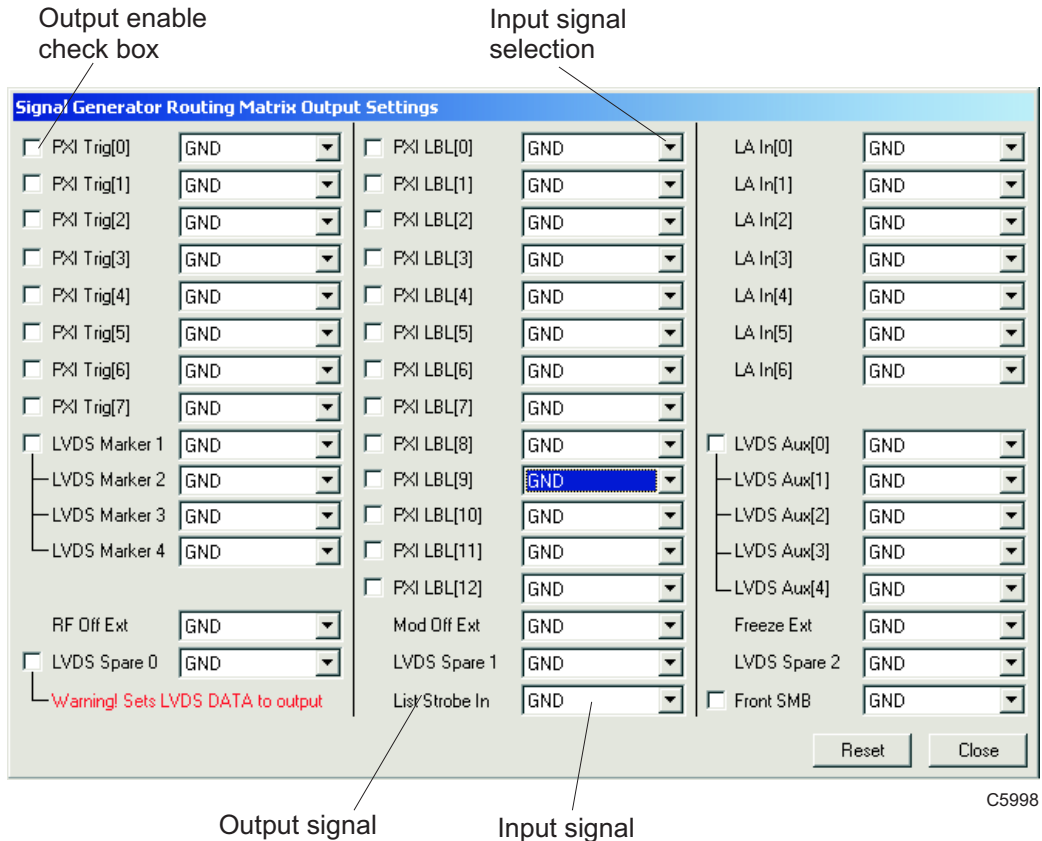 Output enable
check box
Input signal
selection
Signal Generator Routing Matrix Output Settings
PXI Trig[0] GND
PXI Trig[1] GND
PXI Trig[2] GND
PXI Trig[3] GND
PXI Trig[4] GND
PXI Trig[5] GND
PXI Trig[6] GND
PXI Trig[7] GND
LVDS Marker 1 GND
LVDS Marker 2 GND
LVDS Marker 3 GND
LVDS Marker 4 GND
RF Off Ext GND
LVDS Spare 0 GND
Warning! Sets LVDS DATA to output
PXI LBL[0] GND
PXI LBL[1] GND
PXI LBL[2] GND
PXI LBL[3] GND
PXI LBL[4] GND
PXI LBL[5] GND
PXI LBL[6] GND
PXI LBL[7] GND
PXI LBL[8] GND
PXI LBL[9] GND
PXI LBL[10] GND
PXI LBL[11] GND
PXI LBL[12] GND
Mod Off Ext GND
LVDS Spare 1 GND
List/Strobe In GND
LA In[0] GND
LA In[1] GND
LA In[2] GND
LA In[3] GND
LA In[4] GND
LA In[5] GND
LA In[6] GND
LVDS Aux[0] GND
LVDS Aux[1] GND
LVDS Aux[2] GND
LVDS Aux[3] GND
LVDS Aux[4] GND
Freeze Ext GND
LVDS Spare 2 GND
Front SMB GND
Reset Close
C5998
Output signal
Input signal